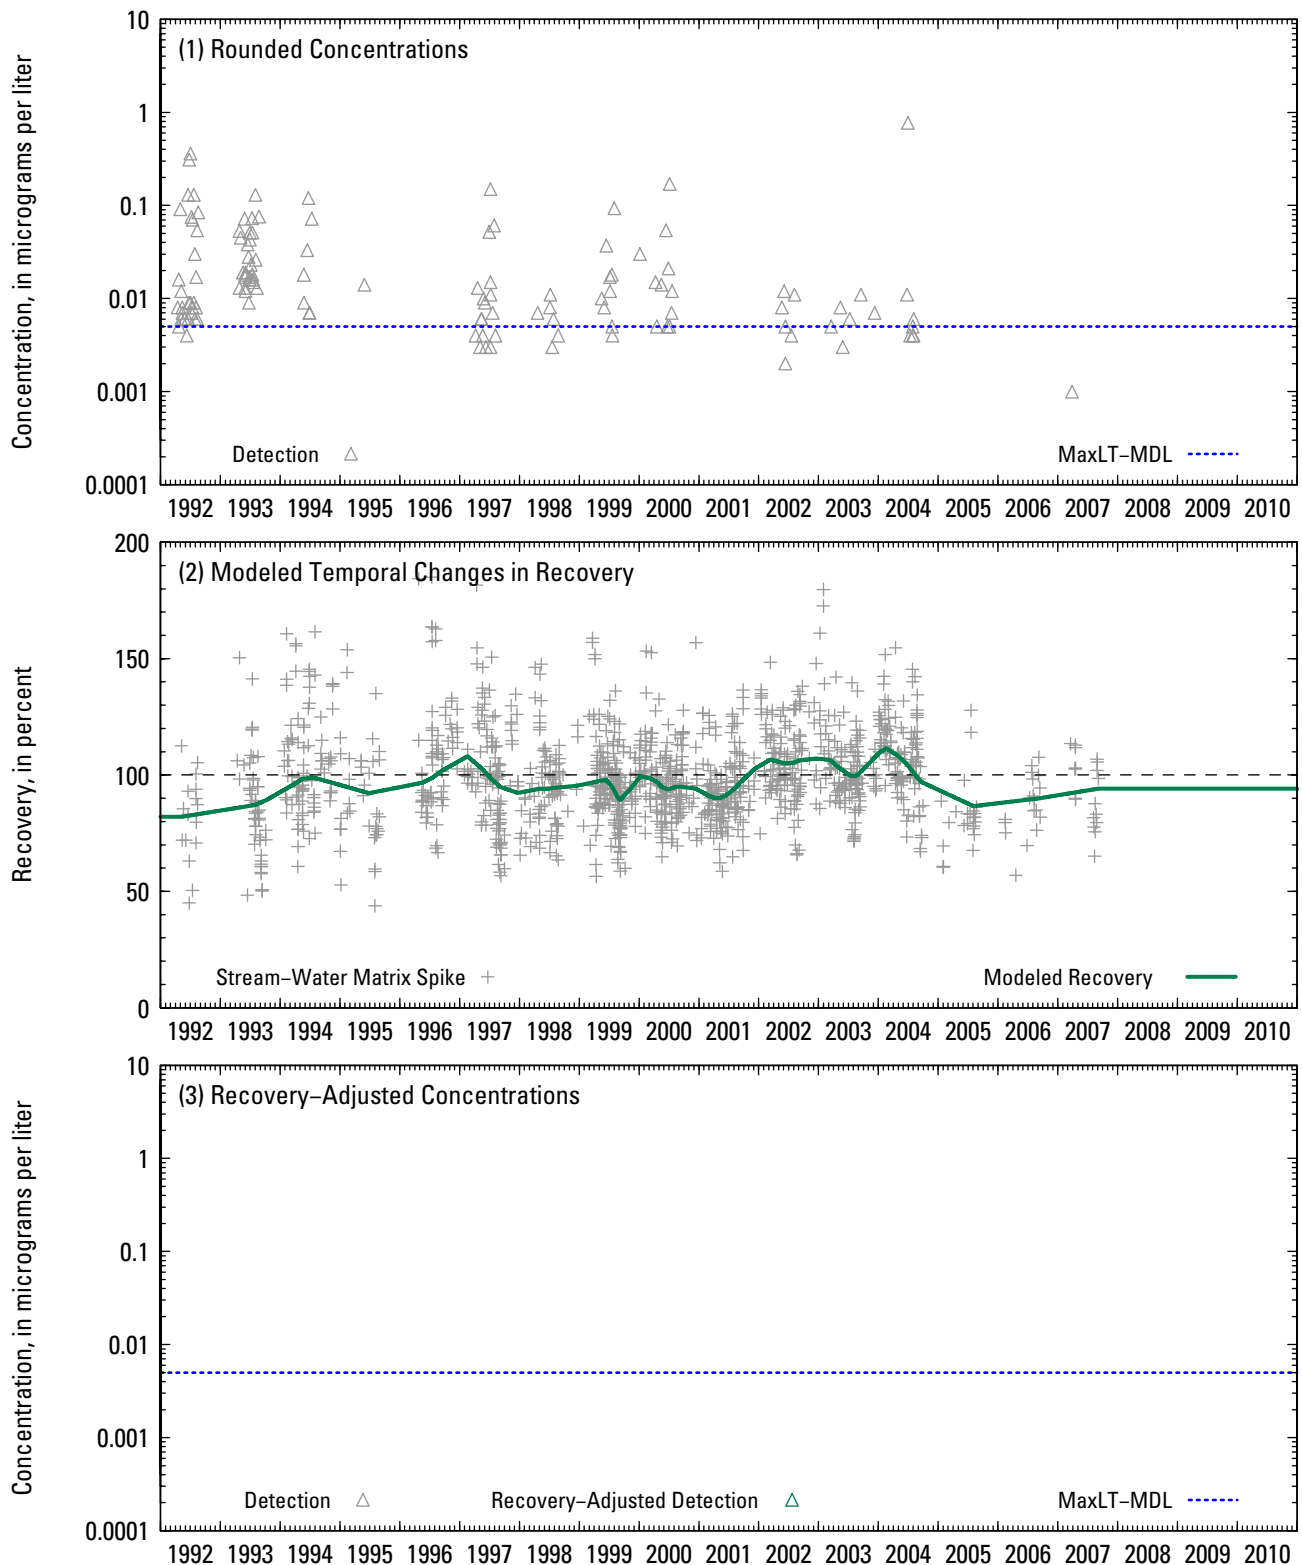 Concentration, in micrograms per liter
(1) Rounded Concentrations
10
1
0.1
0.01
0.001
0.0001
Detection
MaxLT–MDL
1992 1993 1994 1995 1996 1997 1998 1999 2000 2001 2002 2003 2004 2005 2006 2007 2008 2009 2010
Recovery, in percent
(2) Modeled Temporal Changes in Recovery
200
150
100
50
0
Stream–Water Matrix Spike
Modeled Recovery
1992 1993 1994 1995 1996 1997 1998 1999 2000 2001 2002 2003 2004 2005 2006 2007 2008 2009 2010
Concentration, in micrograms per liter
(3) Recovery–Adjusted Concentrations
10
1
0.1
0.01
0.001
0.0001
Detection
Recovery–Adjusted Detection
MaxLT–MDL
1992 1993 1994 1995 1996 1997 1998 1999 2000 2001 2002 2003 2004 2005 2006 2007 2008 2009 2010